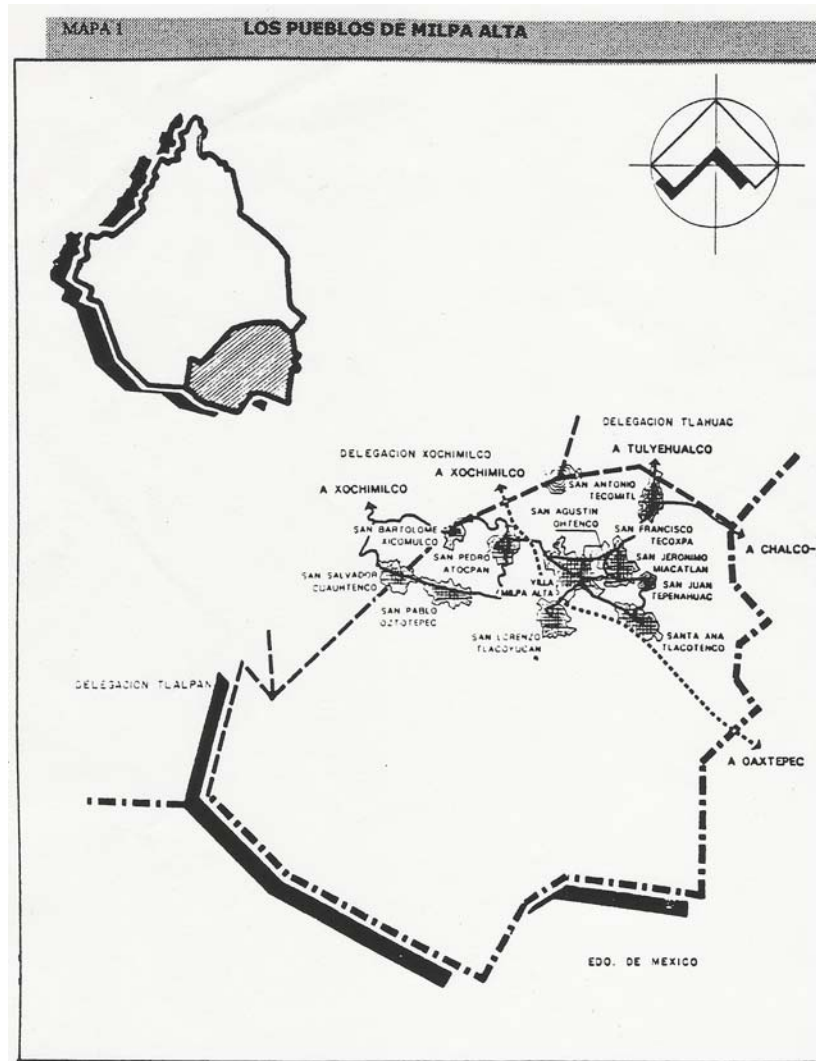 MAPA 1
LOS PUEBLOS DE MILPA ALTA
DELEGACION TLAHUAC
DELEGACION XOCHIMILCO
A TULYEHUALCO
A XOCHIMILCO
A XOCHIMILCO
SAN ANTONIO
TECOMITL
SAN AGUSTIN
OHTENCO
SAN FRANCISCO
TECOXPA
SAN BARTOLOME
XICOMULCO
SAN PEDRO
ATOCPAN
A CHALCO-
SAN JERONIMO
MIACATLAN
SAN SALVADOR
CUAUHTENCO
VILLA
MILPA ALTA
SAN JUAN
TEPENAHUAC
SAN PABLO
OZTOTEPEC
SAN LORENZO
TLACOYUCAN
SANTA ANA
TLACOTENCO
DELEGACION TLALPAN
A OAXTEPEC
EDO. DE MEXICO